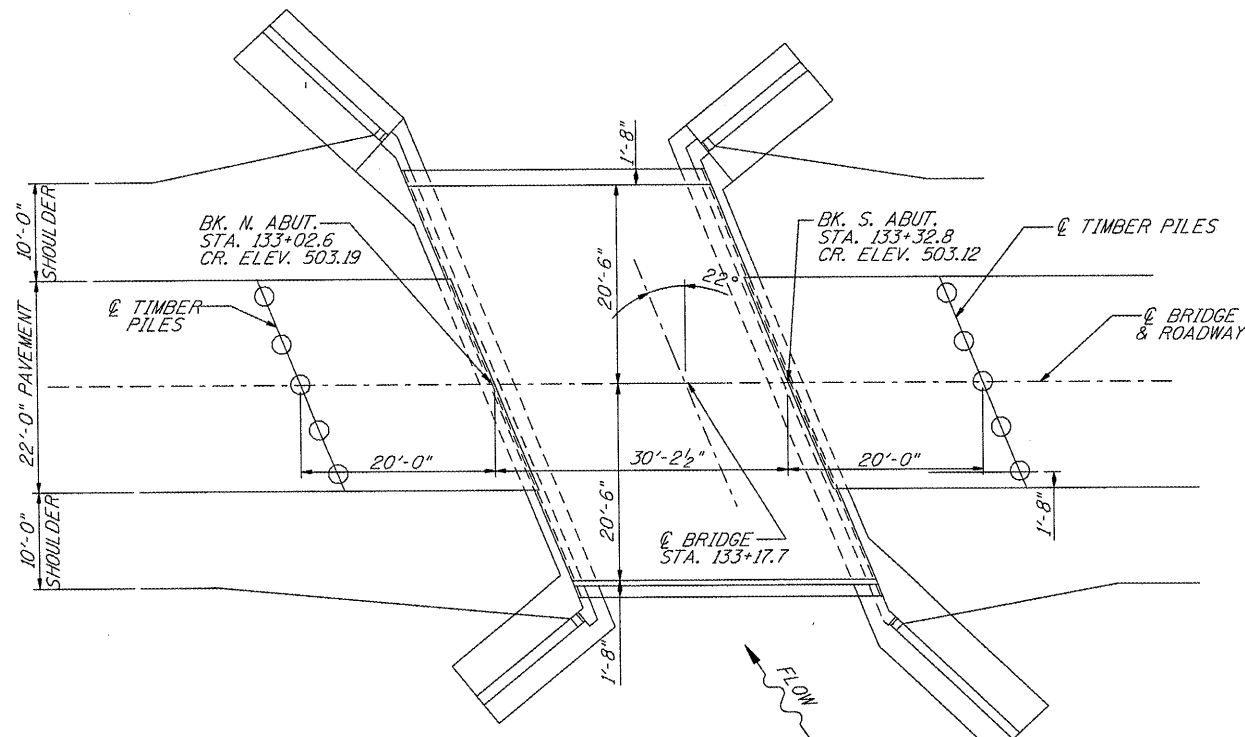 1'-8"
10'-0"
SHOULDER
BK. N. ABUT.
STA. 133+02.6
CR. ELEV. 503.19
BK. S. ABUT.
STA. 133+32.8
CR. ELEV. 503.12
℄ TIMBER PILES
20'-6"
22°
℄ TIMBER
PILES
℄ BRIDGE
& ROADWAY
22'-0" PAVEMENT
20'-0"
30'-2½"
20'-0"
1'-8"
20'-6"
℄ BRIDGE
STA. 133+17.7
10'-0"
SHOULDER
1'-8"
FLOW